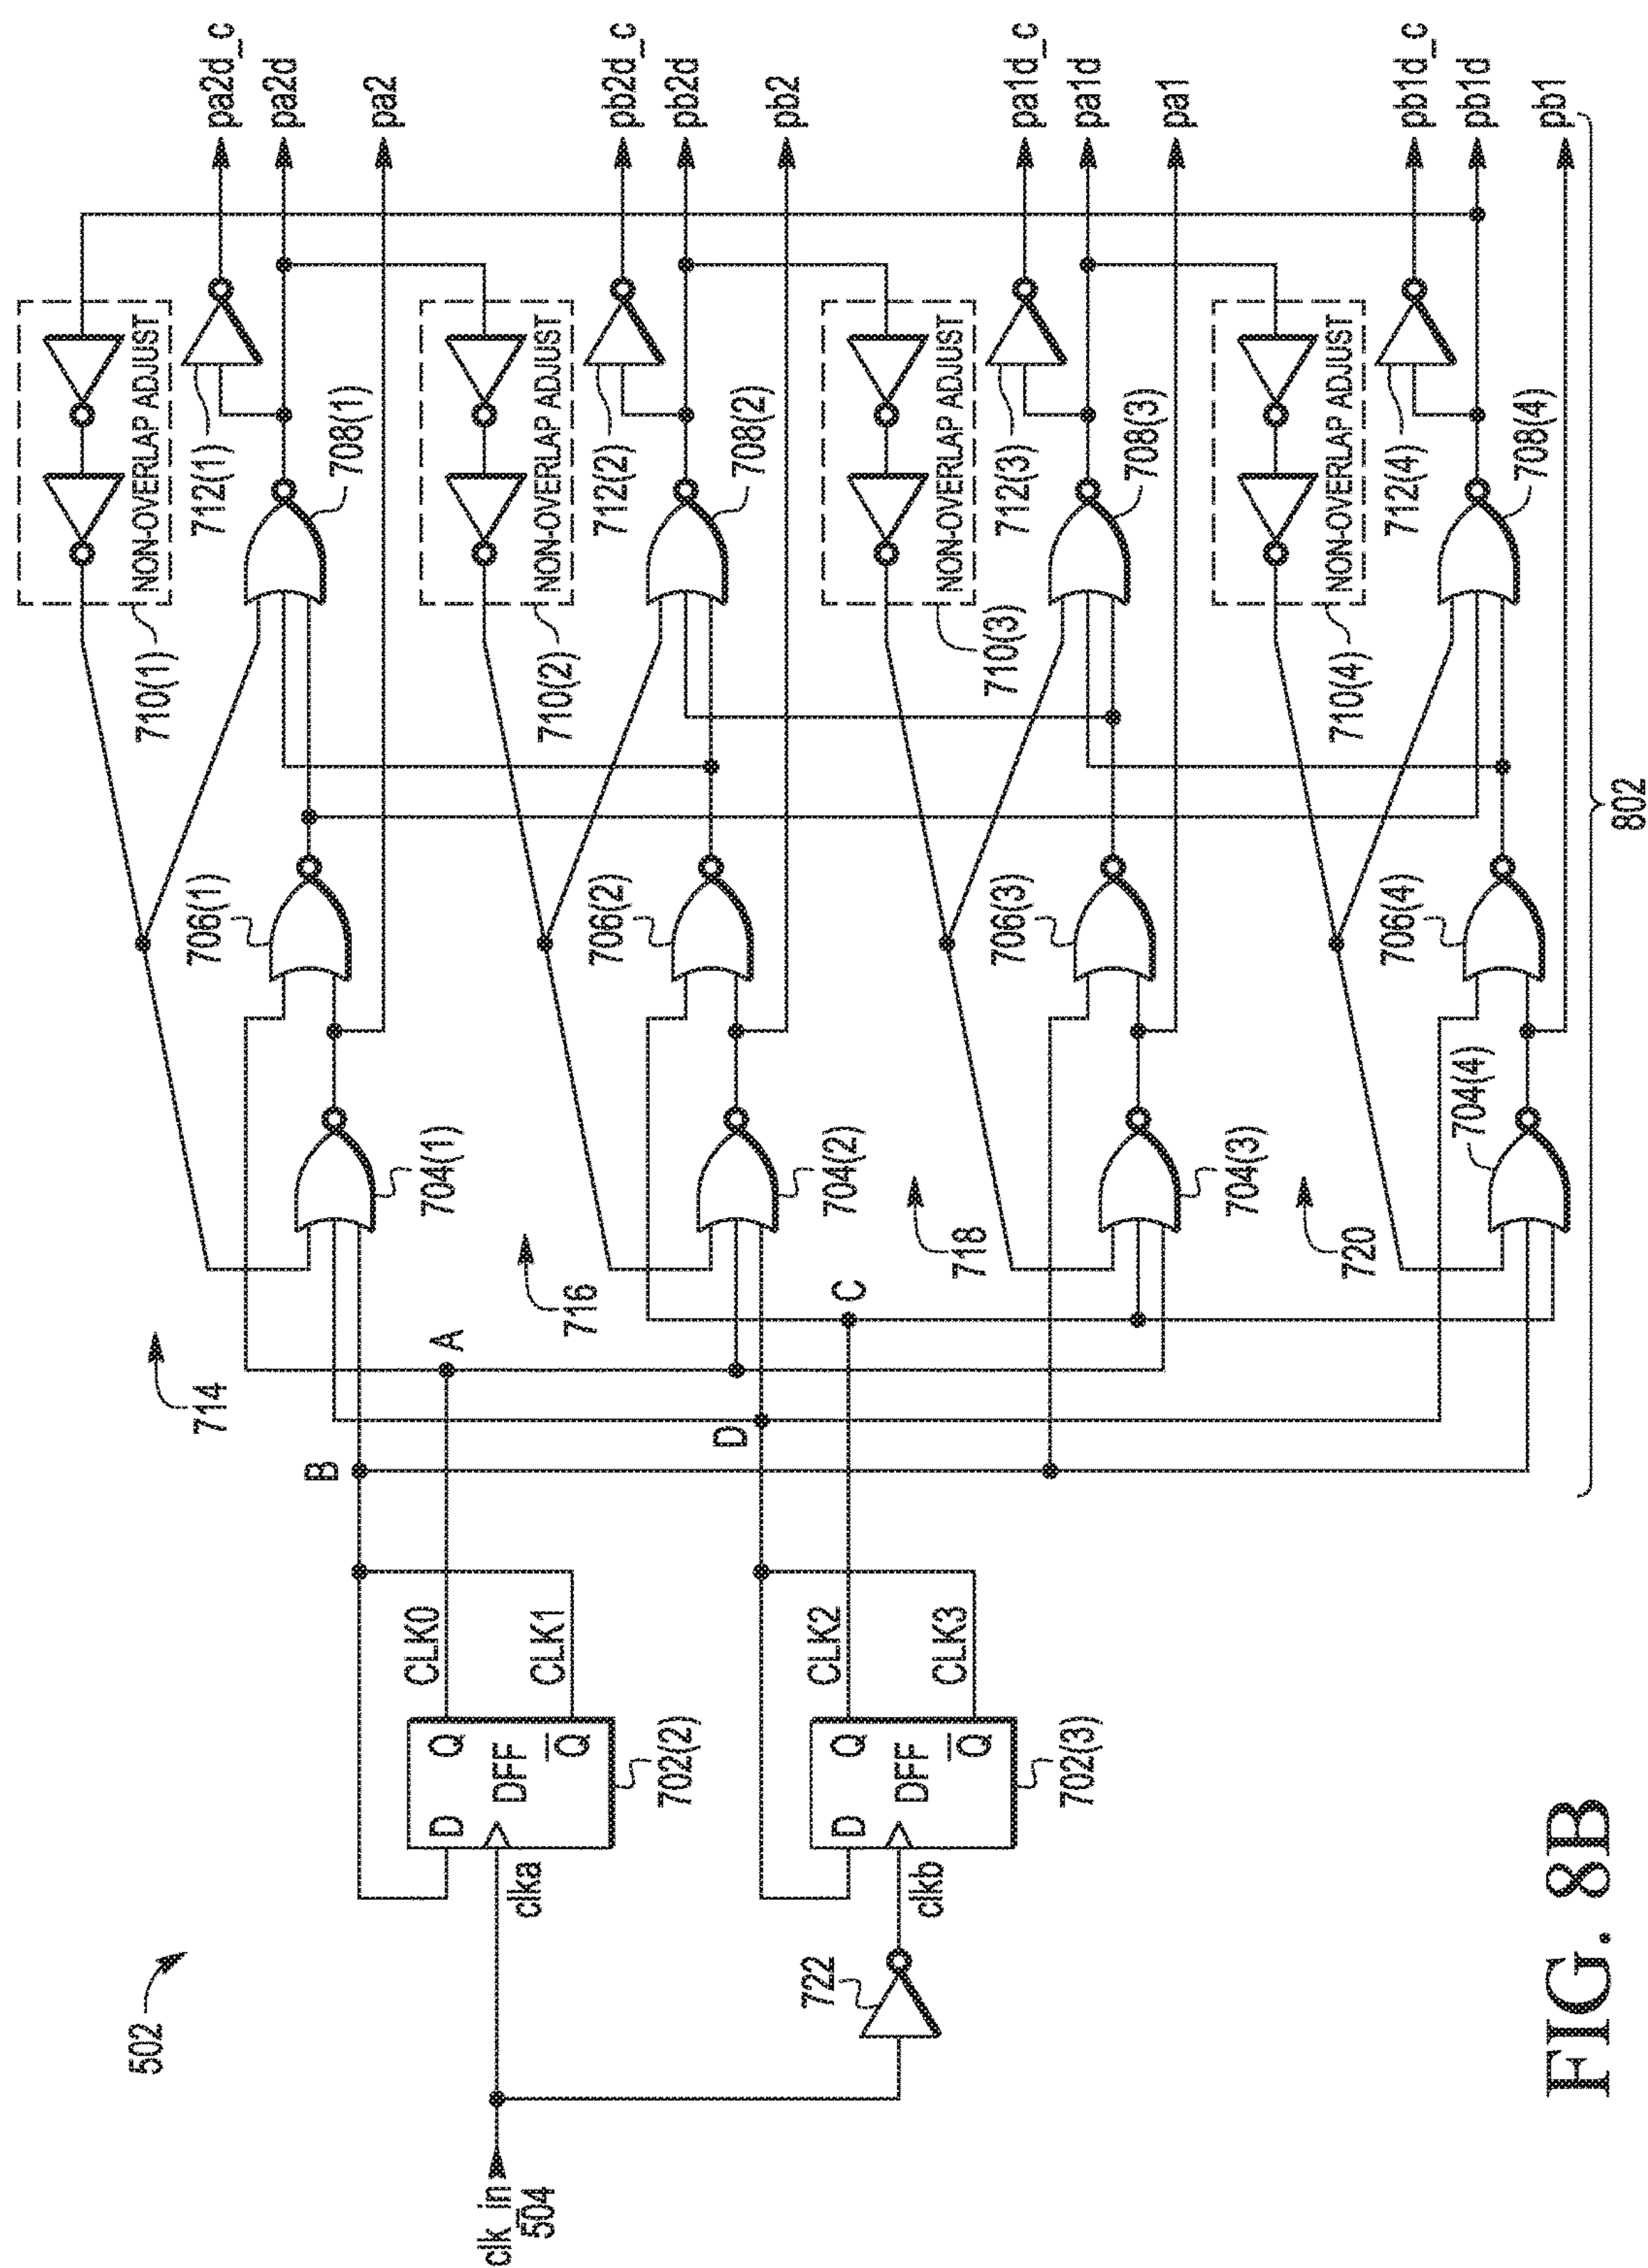 502
clk_in
504
722
clka
clkb
D
Q
DFF
Q
702(2)
D
Q
DFF
Q
702(3)
CLK0
CLK1
CLK2
CLK3
B
A
D
C
714
716
718
720
704(1)
704(2)
704(3)
704(4)
706(1)
706(2)
706(3)
706(4)
710(1)
NON-OVERLAP ADJUST
712(1)
708(1)
710(2)
NON-OVERLAP ADJUST
712(2)
708(2)
710(3)
NON-OVERLAP ADJUST
712(3)
708(3)
710(4)
NON-OVERLAP ADJUST
712(4)
708(4)
pa2d_c
pa2d
pa2
pb2d_c
pb2d
pb2
pa1d_c
pa1d
pa1
pb1d_c
pb1d
pb1
802
FIG. 8B